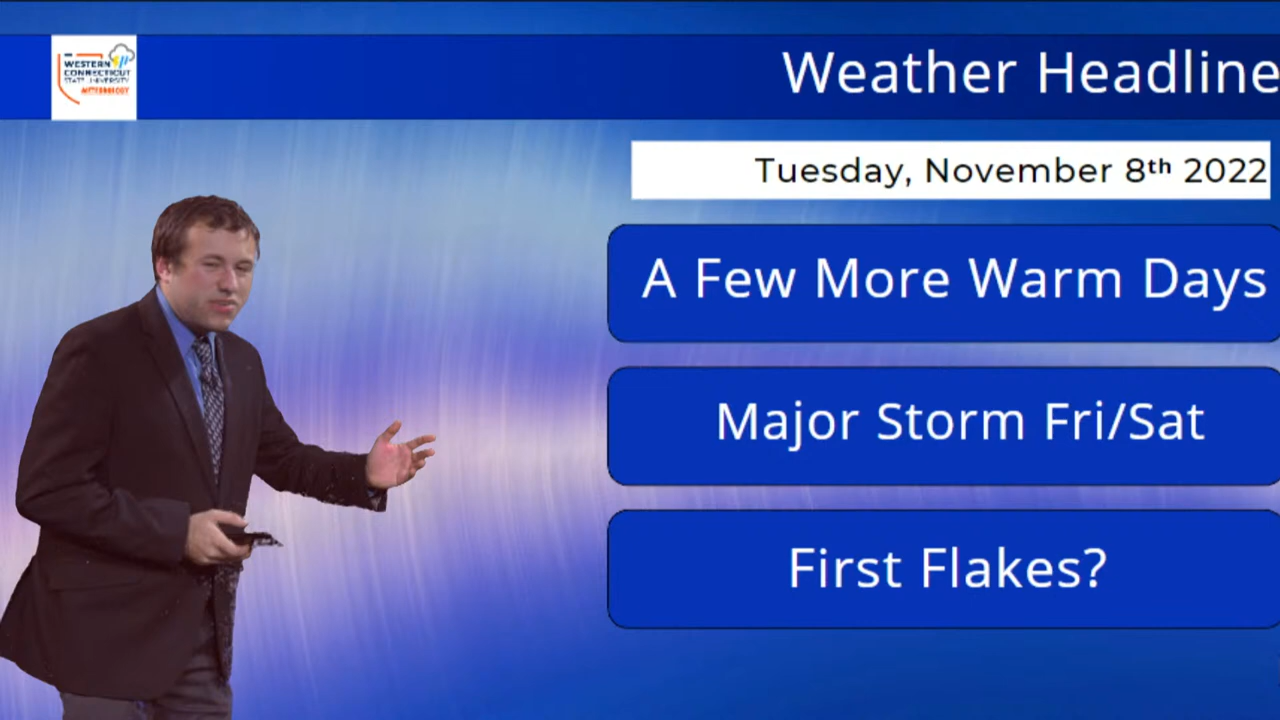 WESTERN
CONNECTICUT
STATE UNIVERSITY
METEOROLOGY
Weather Headline
Tuesday, November 8th 2022
A Few More Warm Days
Major Storm Fri/Sat
First Flakes?